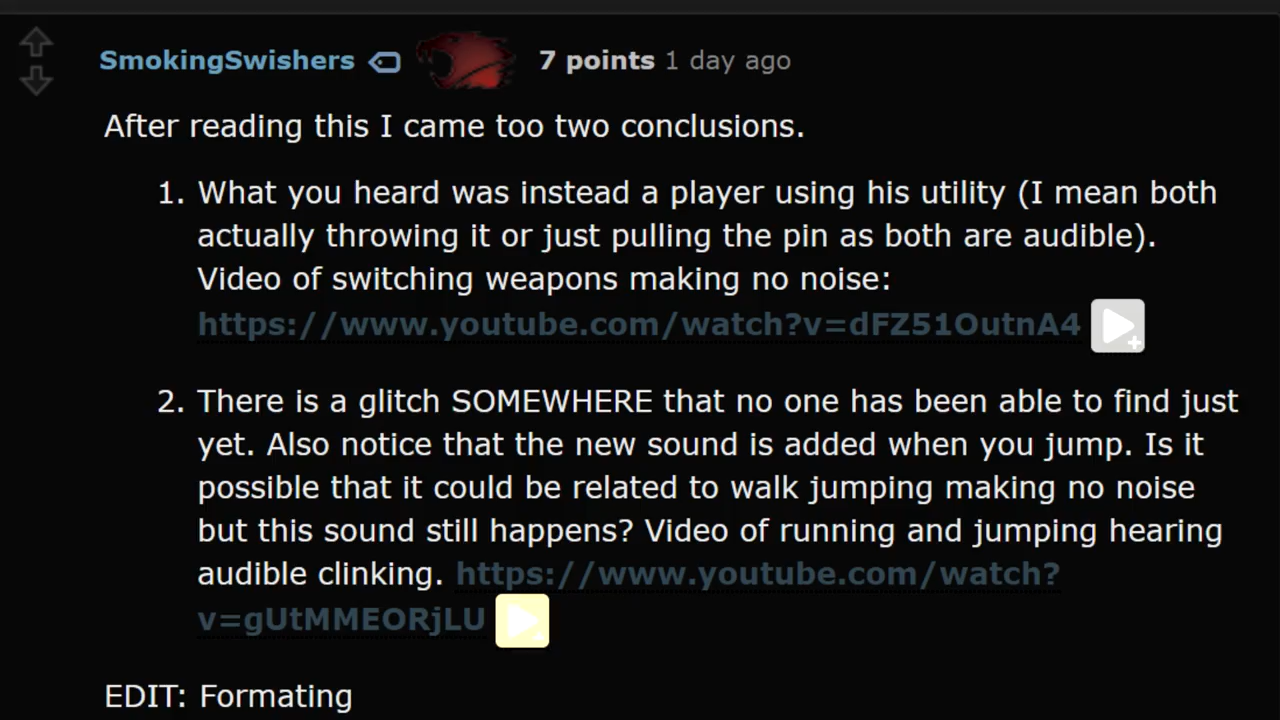 SmokingSwishers 7 points 1 day ago
After reading this I came too two conclusions.
1. What you heard was instead a player using his utility (I mean both
actually throwing it or just pulling the pin as both are audible).
Video of switching weapons making no noise:
https://www.youtube.com/watch?v=dFZ51OutnA4
2. There is a glitch SOMEWHERE that no one has been able to find just
yet. Also notice that the new sound is added when you jump. Is it
possible that it could be related to walk jumping making no noise
but this sound still happens? Video of running and jumping hearing
audible clinking. https://www.youtube.com/watch?
v=gUtMMEORjLU
EDIT: Formating